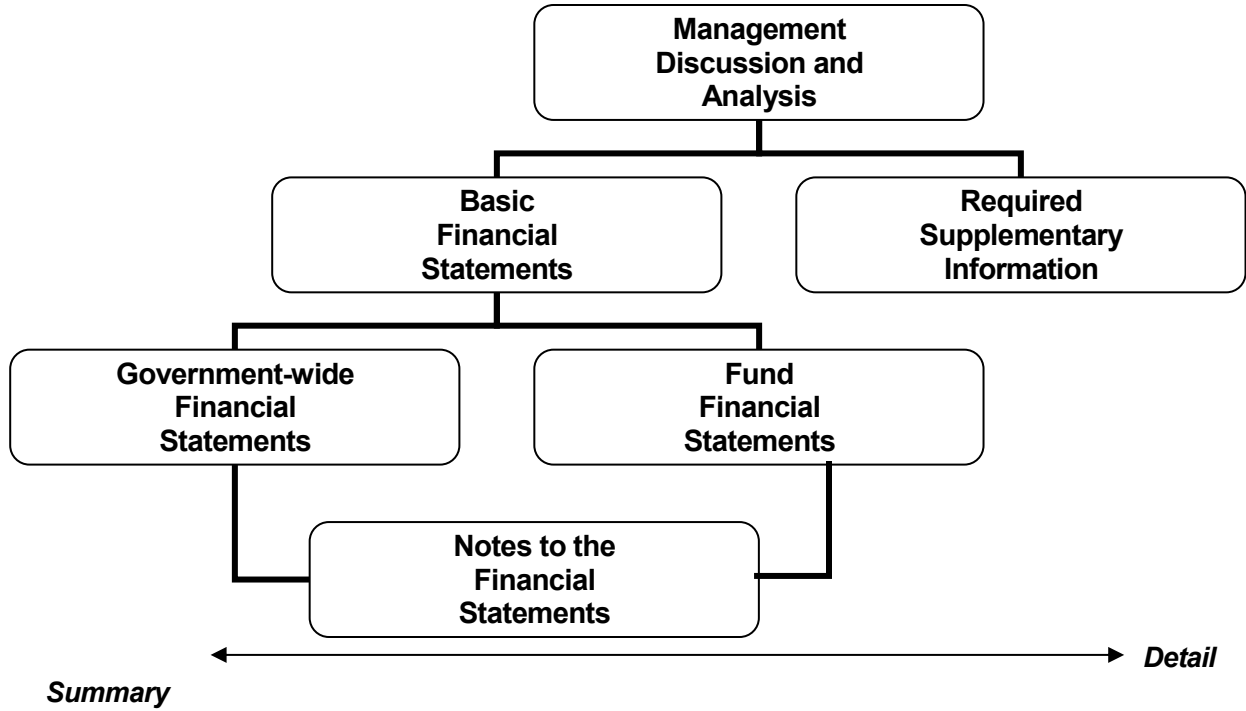 Management
Discussion and
Analysis
Basic
Financial
Statements
Required
Supplementary
Information
Government-wide
Financial
Statements
Fund
Financial
Statements
Notes to the
Financial
Statements
Detail
Summary